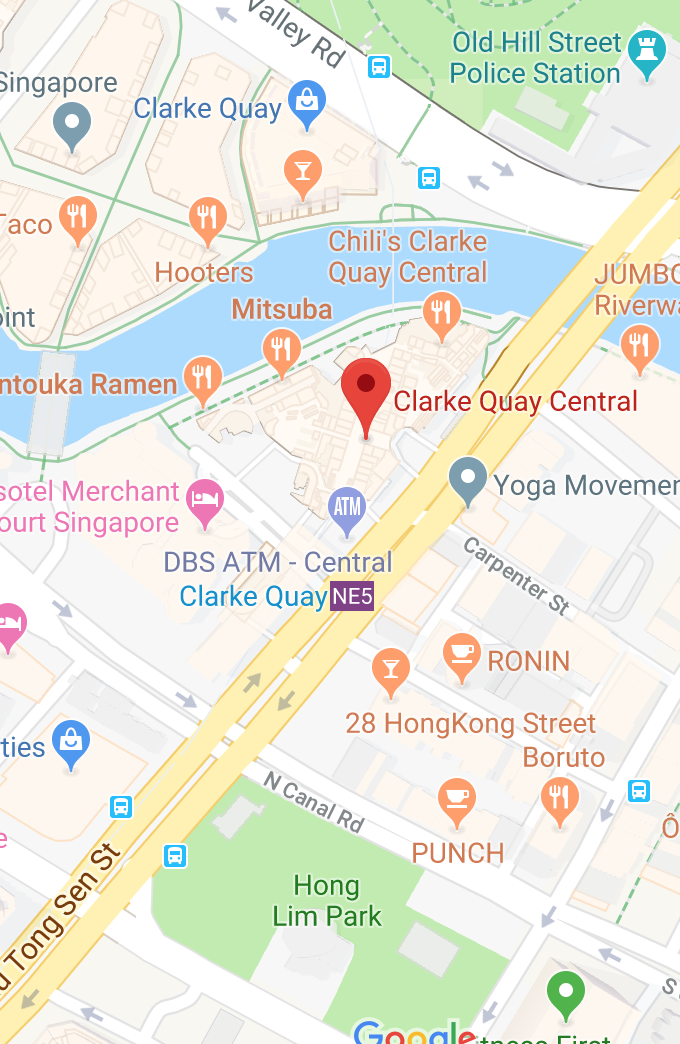 Valley Rd
Old Hill Street
Police Station
Singapore
Clarke Quay
Taco
Hooters
Chili's Clarke
Quay Central
JUMBO
Riverwa
oint
Mitsuba
ntouka Ramen
Clarke Quay Central
sotel Merchant
ourt Singapore
ATM
Yoga Movemen
DBS ATM - Central
Clarke Quay NE5
Carpenter St
RONIN
28 HongKong Street
Boruto
ties
N Canal Rd
PUNCH
Ô
e
u Tong Sen St
Hong
Lim Park
S
Google
itness First